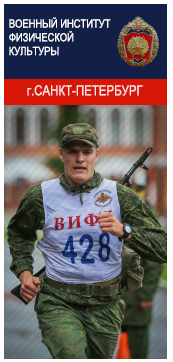 ВОЕННЫЙ ИНСТИТУТ
ФИЗИЧЕСКОЙ
КУЛЬТУРЫ
г.САНКТ-ПЕТЕРБУРГ
ВИФК
428